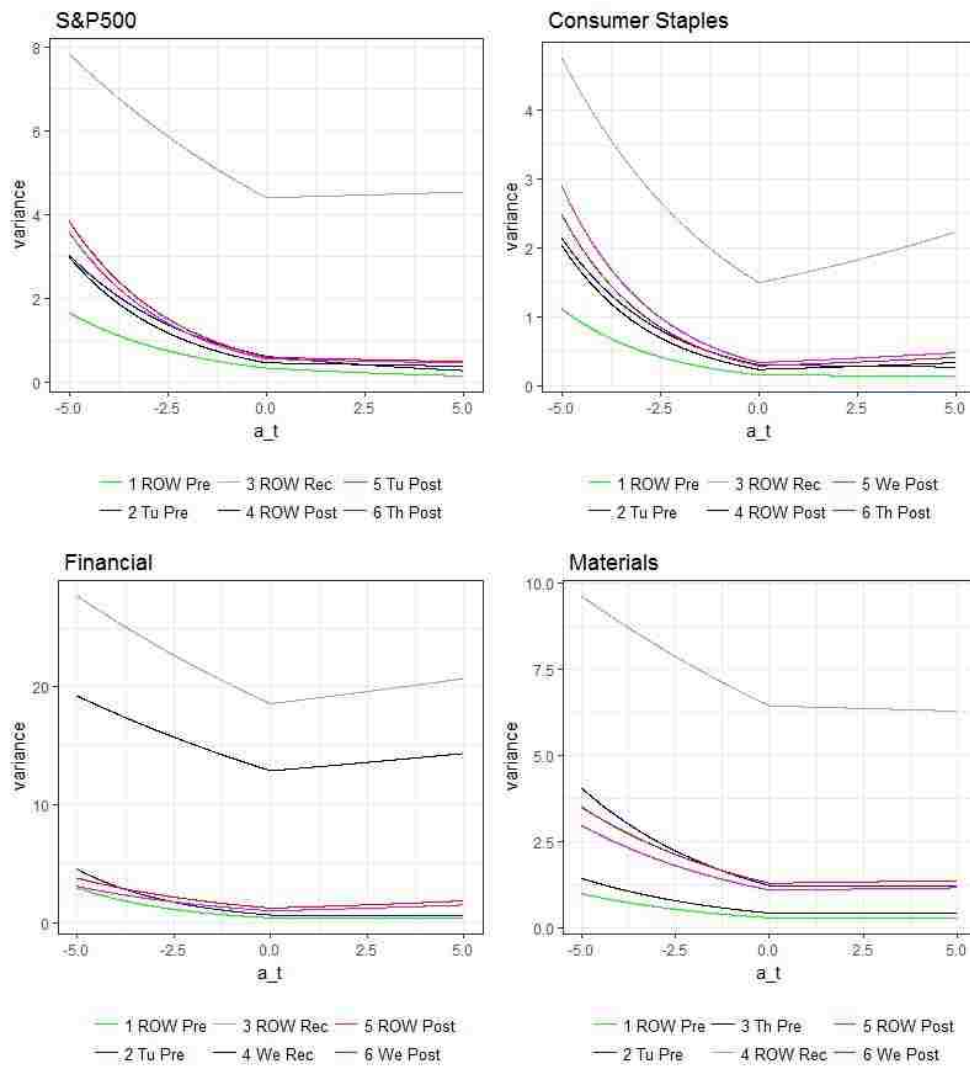 S&P500
Consumer Staples
variance
8
6
4
2
0
-5.0 -2.5 0.0 2.5 5.0
a_t
variance
4
3
2
1
0
-5.0 -2.5 0.0 2.5 5.0
a_t
1 ROW Pre 3 ROW Rec 5 Tu Post
2 Tu Pre 4 ROW Post 6 Th Post
1 ROW Pre 3 ROW Rec 5 We Post
2 Tu Pre 4 ROW Post 6 Th Post
Financial
Materials
variance
20
10
0
-5.0 -2.5 0.0 2.5 5.0
a_t
variance
10.0
7.5
5.0
2.5
0.0
-5.0 -2.5 0.0 2.5 5.0
a_t
1 ROW Pre 3 ROW Rec 5 ROW Post
2 Tu Pre 4 We Rec 6 We Post
1 ROW Pre 3 Th Pre 5 ROW Post
2 Tu Pre 4 ROW Rec 6 We Post